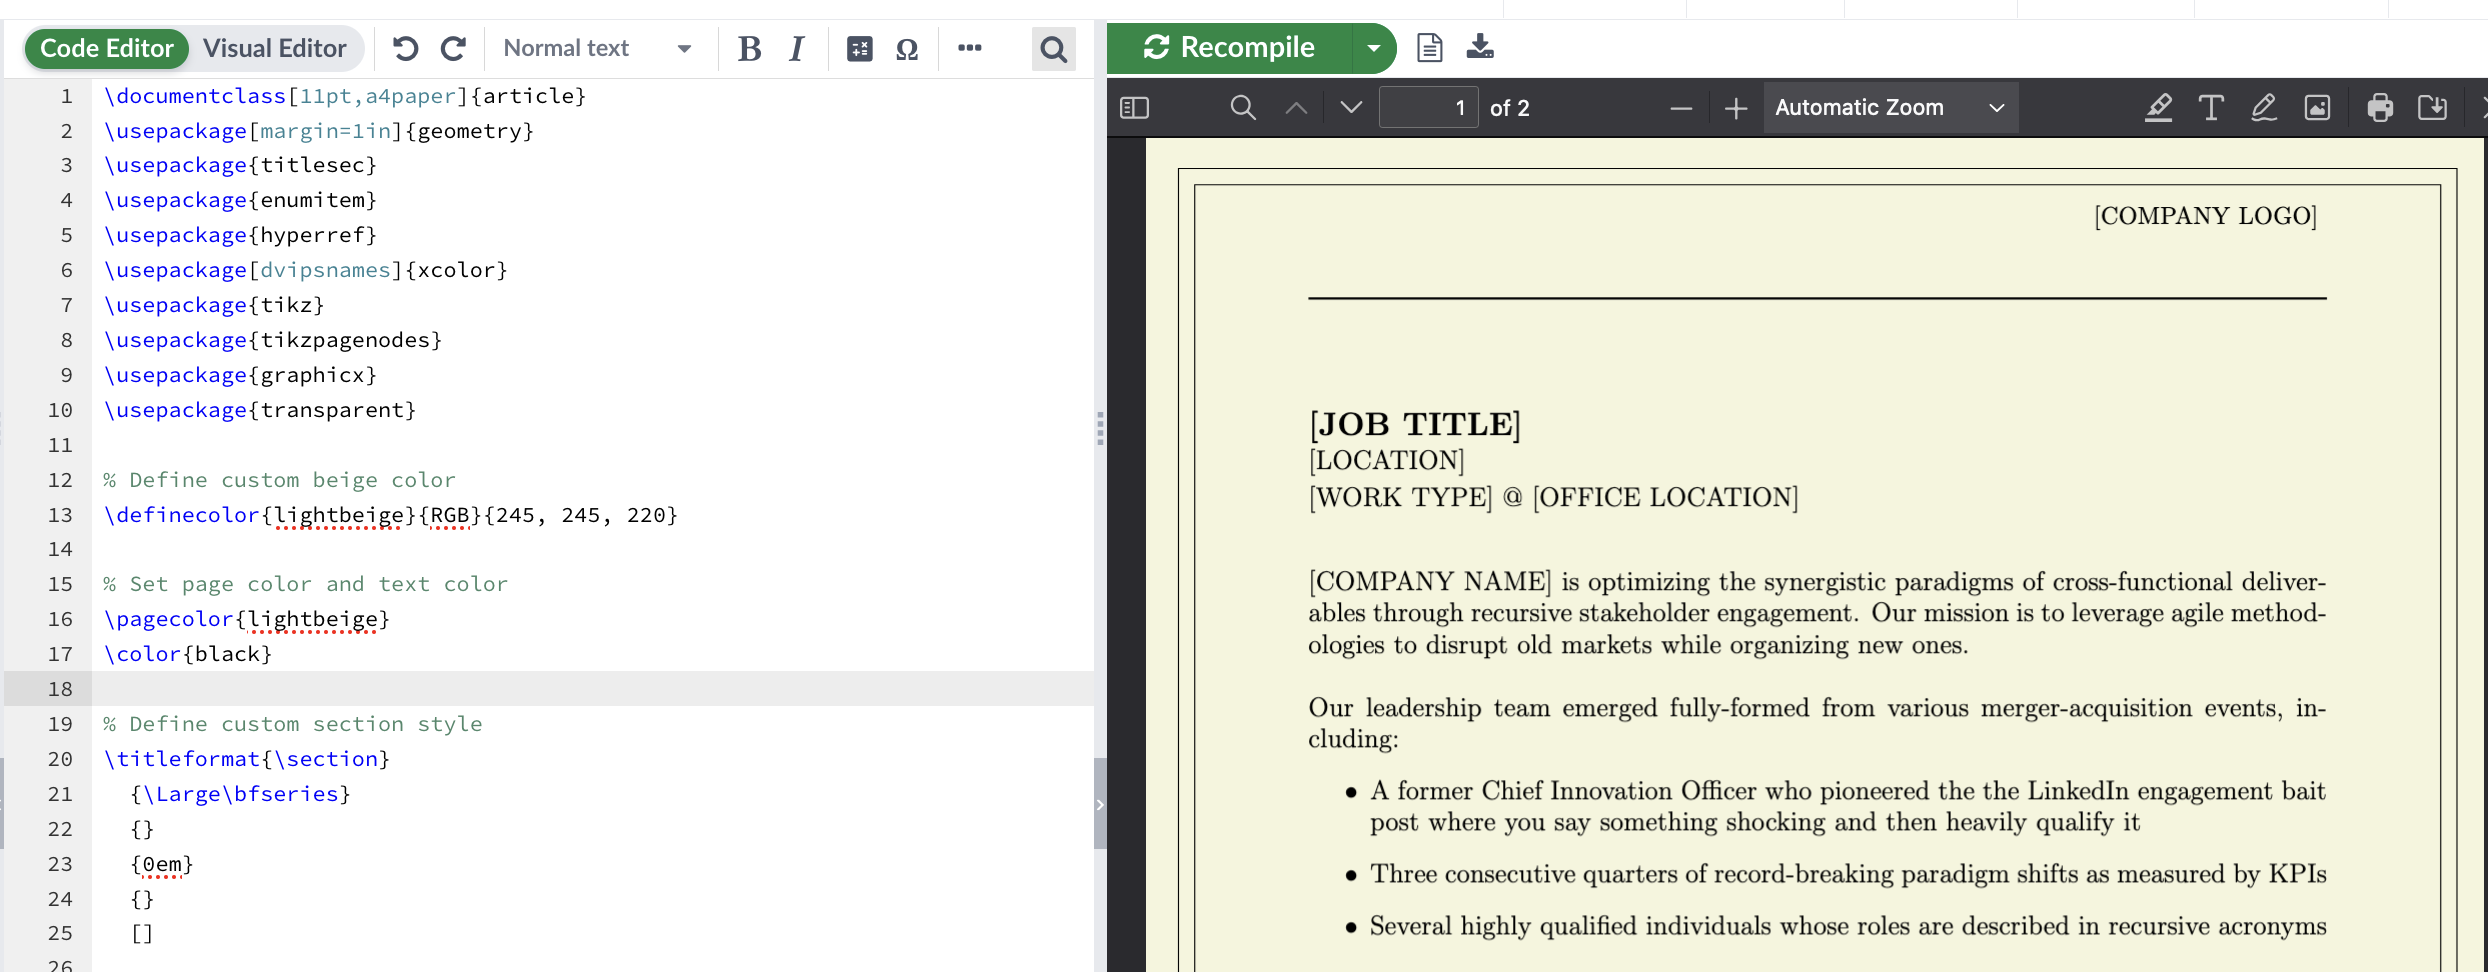 Code Editor Visual Editor Normal text B I Ω
1 \documentclass[11pt,a4paper]{article}
2 \usepackage[margin=1in]{geometry}
3 \usepackage{titlesec}
4 \usepackage{enumitem}
5 \usepackage{hyperref}
6 \usepackage[dvipsnames]{xcolor}
7 \usepackage{tikz}
8 \usepackage{tikzpagenodes}
9 \usepackage{graphicx}
10 \usepackage{transparent}
11
12 % Define custom beige color
13 \definecolor{lightbeige}{RGB}{245, 245, 220}
14
15 % Set page color and text color
16 \pagecolor{lightbeige}
17 \color{black}
18
19 % Define custom section style
20 \titleformat{\section}
21 {\Large\bfseries}
22 {}
23 {0em}
24 {}
25 []
26
Recompile
1 of 2 Automatic Zoom
[COMPANY LOGO]
[JOB TITLE]
[LOCATION]
[WORK TYPE] @ [OFFICE LOCATION]
[COMPANY NAME] is optimizing the synergistic paradigms of cross-functional deliver-
ables through recursive stakeholder engagement. Our mission is to leverage agile method-
ologies to disrupt old markets while organizing new ones.
Our leadership team emerged fully-formed from various merger-acquisition events, in-
cluding:
• A former Chief Innovation Officer who pioneered the the LinkedIn engagement bait
post where you say something shocking and then heavily qualify it
• Three consecutive quarters of record-breaking paradigm shifts as measured by KPIs
• Several highly qualified individuals whose roles are described in recursive acronyms